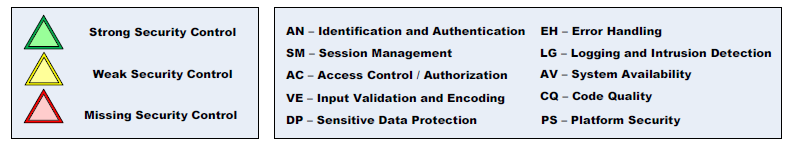 Strong Security Control
Weak Security Control
Missing Security Control
AN – Identification and Authentication
SM – Session Management
AC – Access Control / Authorization
VE – Input Validation and Encoding
DP – Sensitive Data Protection
EH – Error Handling
LG – Logging and Intrusion Detection
AV – System Availability
CQ – Code Quality
PS – Platform Security